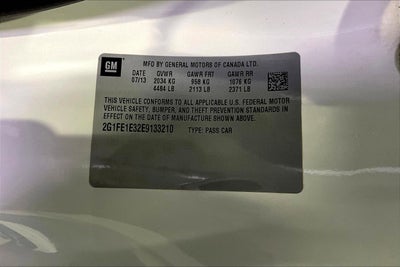 GM
MFD BY GENERAL MOTORS OF CANADA LTD.
DATE GVWR GAWR FRT GAWR RR
07/13 2034 KG 958 KG 1076 KG
4484 LB 2113 LB 2371 LB
THIS VEHICLE CONFORMS TO ALL APPLICABLE U.S. FEDERAL MOTOR
VEHICLE SAFETY, BUMPER, AND THEFT PREVENTION STANDARDS IN
EFFECT ON THE DATE OF MANUFACTURE SHOWN ABOVE.
2G1FE1E32E9133210 TYPE: PASS CAR